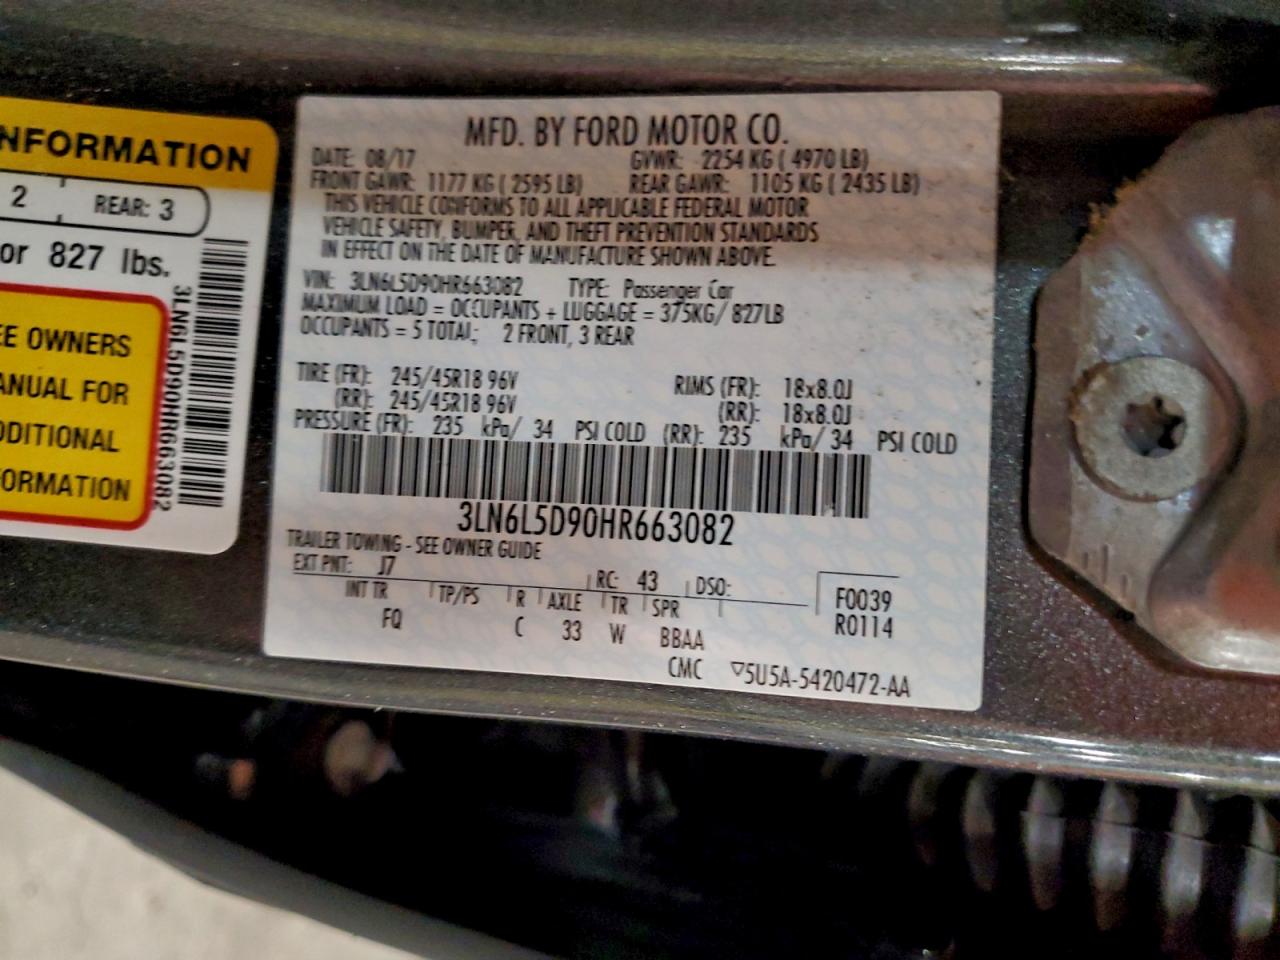 NFORMATION
2 REAR: 3
or 827 lbs.
EE OWNERS
ANUAL FOR
DDITIONAL
ORMATION
3LN6L5D90HR663082
MFD. BY FORD MOTOR CO.
DATE: 08/17 GVWR: 2254 KG ( 4970 LB)
FRONT GAWR: 1177 KG ( 2595 LB) REAR GAWR: 1105 KG ( 2435 LB)
THIS VEHICLE CONFORMS TO ALL APPLICABLE FEDERAL MOTOR
VEHICLE SAFETY, BUMPER, AND THEFT PREVENTION STANDARDS
IN EFFECT ON THE DATE OF MANUFACTURE SHOWN ABOVE.
VIN: 3LN6L5D90HR663082 TYPE: Passenger Car
MAXIMUM LOAD = OCCUPANTS + LUGGAGE = 375KG/ 827LB
OCCUPANTS = 5 TOTAL; 2 FRONT, 3 REAR
TIRE (FR): 245/45R18 96V RIMS (FR): 18x8.0J
(RR): 245/45R18 96V (RR): 18x8.0J
PRESSURE (FR): 235 kPa/ 34 PSI COLD (RR): 235 kPa/ 34 PSI COLD
3LN6L5D90HR663082
TRAILER TOWING - SEE OWNER GUIDE
EXT PNT: J7 RC: 43 DSO:
INT TR TP/PS R AXLE TR SPR
FQ C 33 W BBAA
F0039
R0114
CMC ▽5U5A-5420472-AA